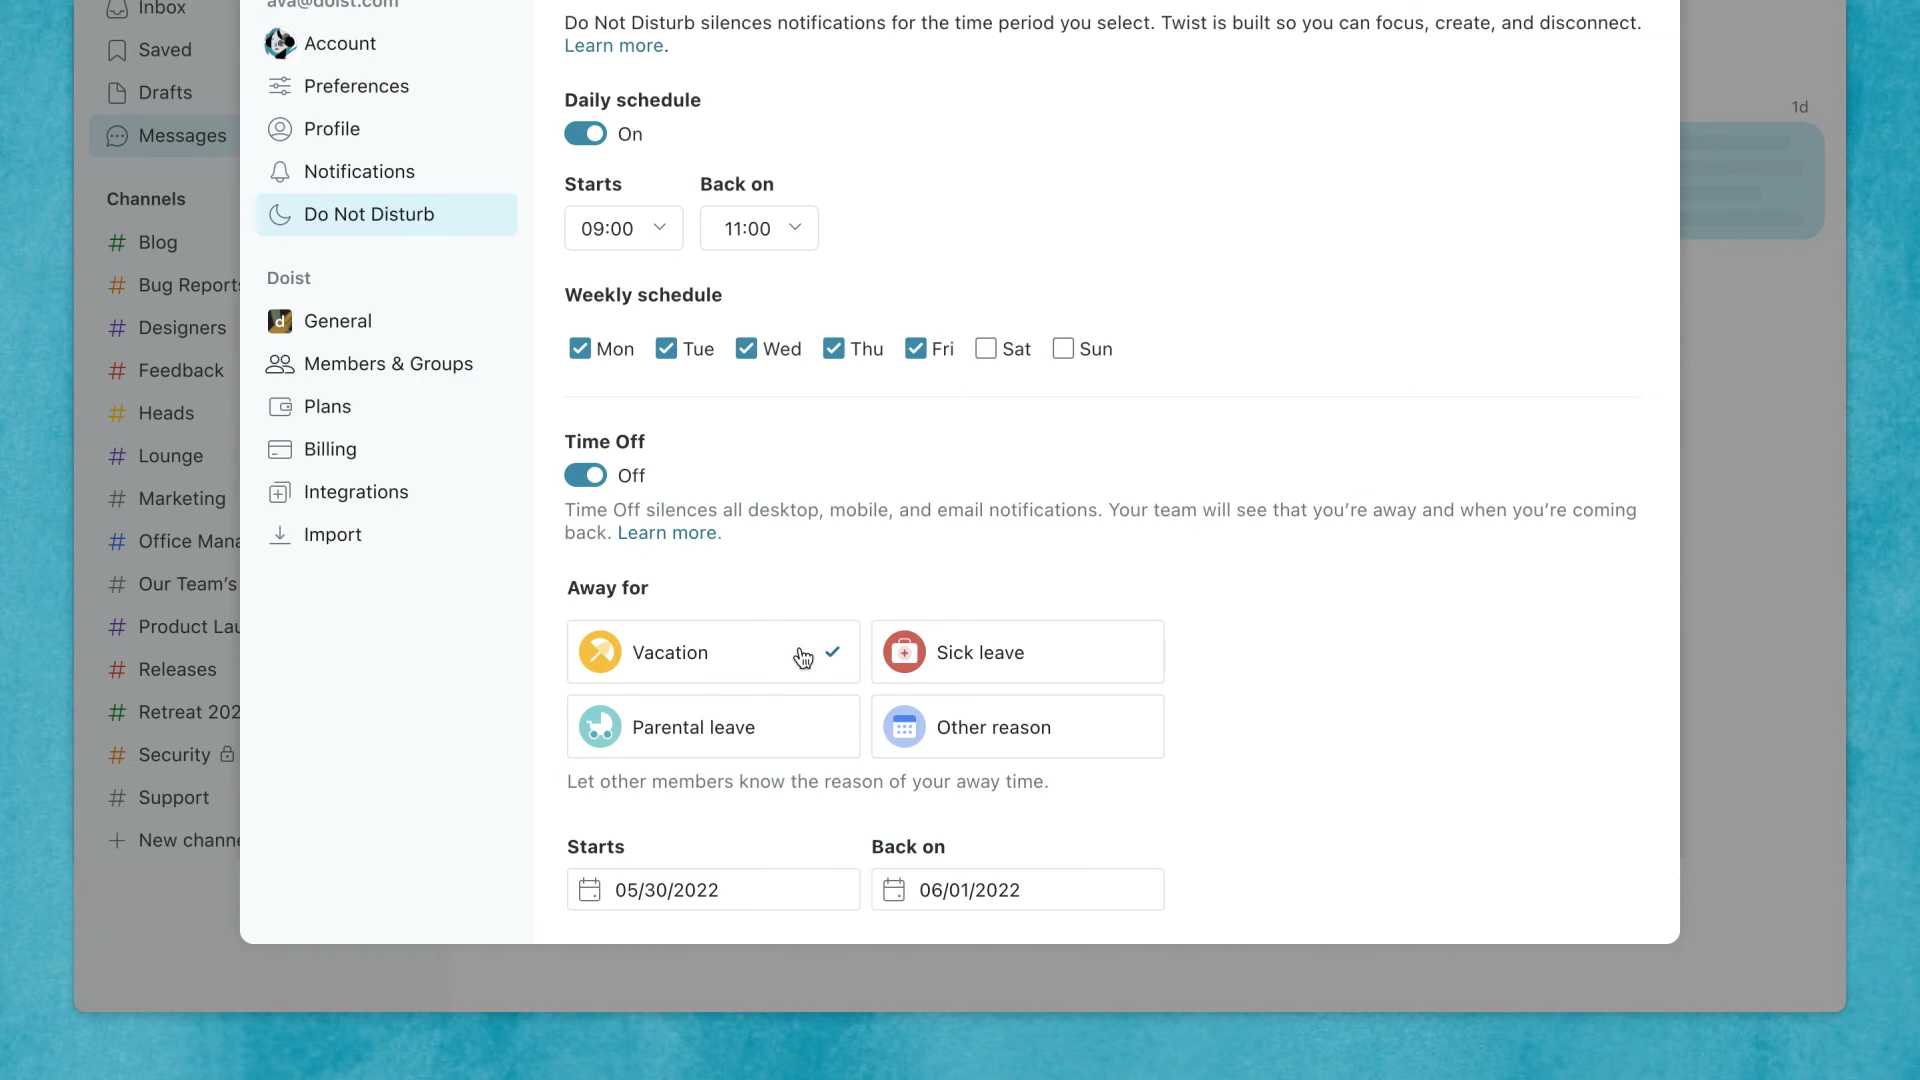 Inbox
Saved
Drafts
Messages
Channels
Blog
Bug Reports
Designers
Feedback
Heads
Lounge
Marketing
Office Mana
Our Team's
Product Lau
Releases
Retreat 202
Security
Support
New channe
ava@doist.com
Account
Preferences
Profile
Notifications
Do Not Disturb
Doist
d
General
Members & Groups
Plans
Billing
Integrations
Import
Do Not Disturb silences notifications for the time period you select. Twist is built so you can focus, create, and disconnect.
Learn more.
Daily schedule
On
Starts Back on
09:00 11:00
Weekly schedule
Mon Tue Wed Thu Fri Sat Sun
Time Off
Off
Time Off silences all desktop, mobile, and email notifications. Your team will see that you're away and when you're coming
back. Learn more.
Away for
Vacation Sick leave
Parental leave Other reason
Let other members know the reason of your away time.
Starts Back on
05/30/2022 06/01/2022
1d